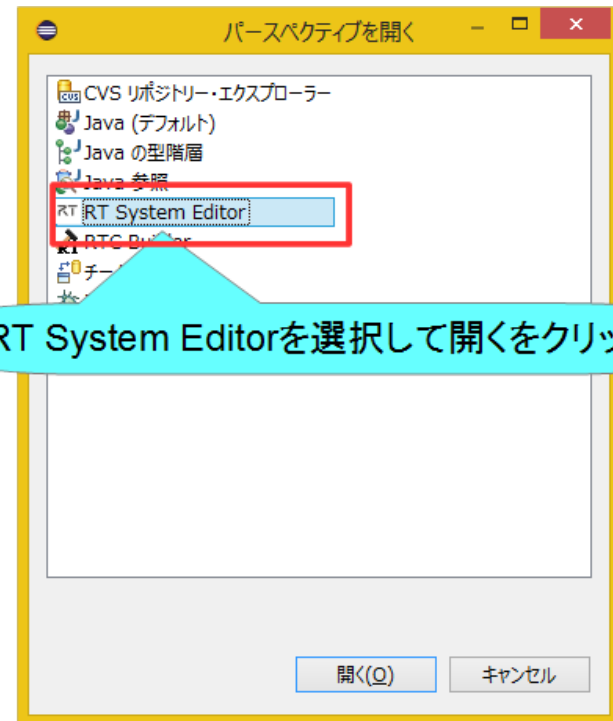 パースペクティブを開く
CVS リポジトリー・エクスプローラー
Java (デフォルト)
Java の型階層
Java 参照
RT System Editor
RTC Builder
チー
RT System Editorを選択して開くをクリッ
開く(O)
キャンセル